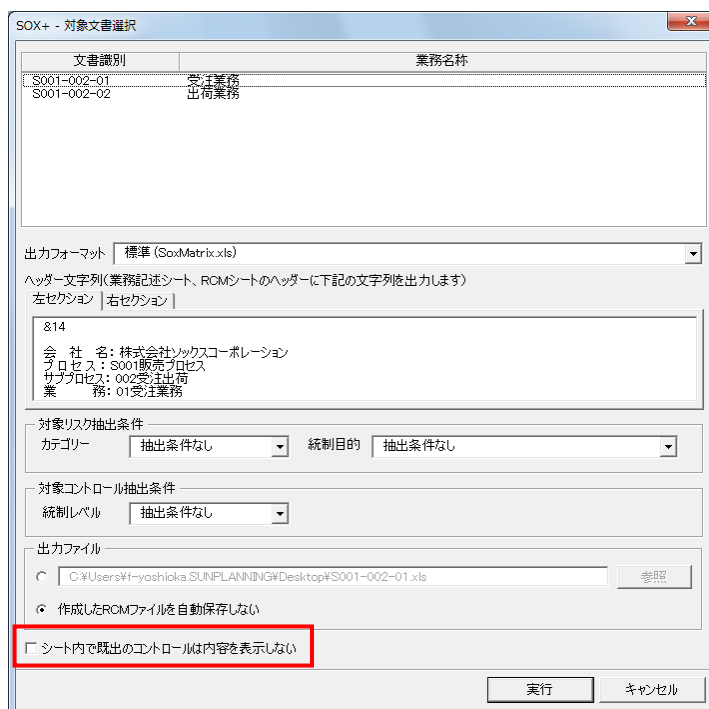 SOX+ - 対象文書選択
文書識別 業務名称
S001-002-01 受注業務
S001-002-02 出荷業務
出力フォーマット 標準 (SoxMatrix.xls)
ヘッダー文字列(業務記述シート、RCMシートのヘッダーに下記の文字列を出力します)
左セクション 右セクション
&14
会 社 名: 株式会社ソックスコーポレーション
プ ロ セ ス : S001販売プロセス
サブプロセス: 002受注出荷
業 務: 01受注業務
対象リスク抽出条件
カテゴリー 抽出条件なし 統制目的 抽出条件なし
対象コントロール抽出条件
統制レベル 抽出条件なし
出力ファイル
C:¥Users¥f-yoshioka.SUNPLANNING¥Desktop¥S001-002-01.xls 参照
作成したRCMファイルを自動保存しない
シート内で既出のコントロールは内容を表示しない
実行 キャンセル